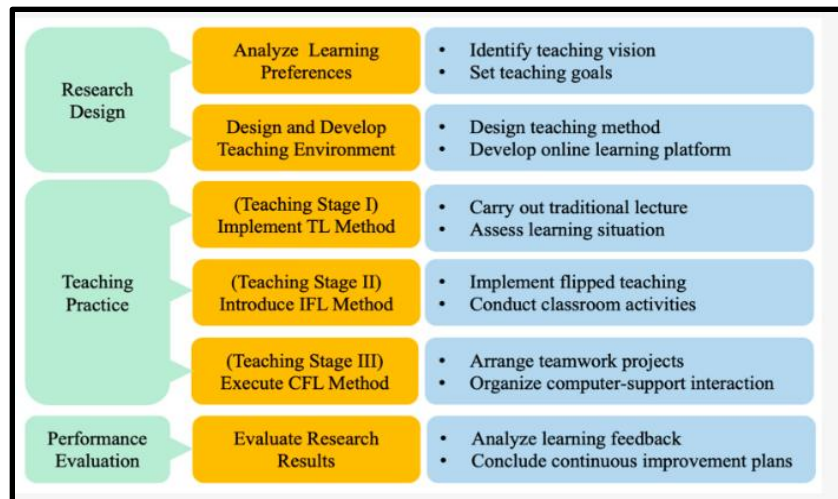 Research
Design
Analyze Learning
Preferences
• Identify teaching vision
• Set teaching goals
Design and Develop
Teaching Environment
• Design teaching method
• Develop online learning platform
Teaching
Practice
(Teaching Stage I)
Implement TL Method
• Carry out traditional lecture
• Assess learning situation
(Teaching Stage II)
Introduce IFL Method
• Implement flipped teaching
• Conduct classroom activities
(Teaching Stage III)
Execute CFL Method
• Arrange teamwork projects
• Organize computer-support interaction
Performance
Evaluation
Evaluate Research
Results
• Analyze learning feedback
• Conclude continuous improvement plans